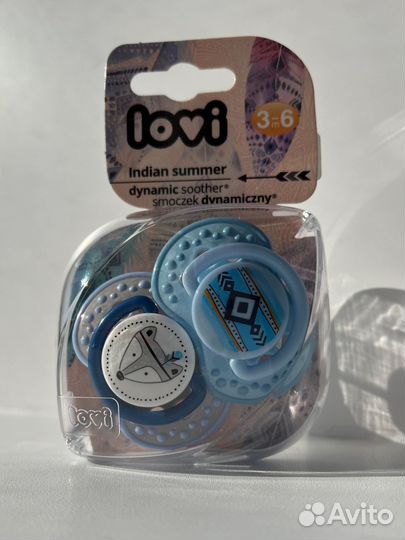 lovi
3-6
m
Indian summer
dynamic soother®
smoczek dynamiczny®
lovi
Avito